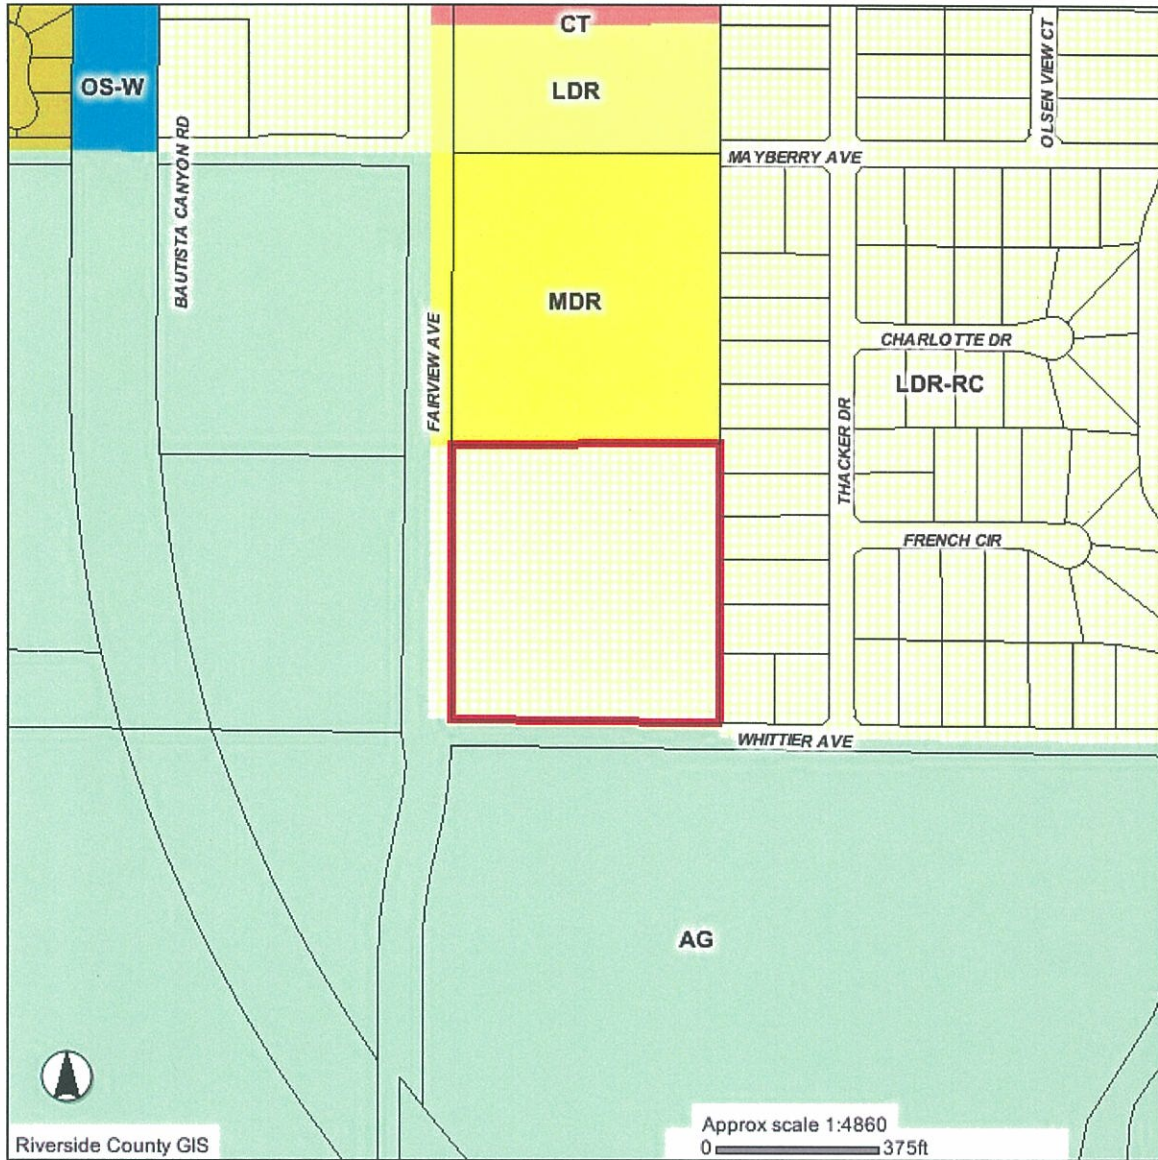 CT
OS-W
LDR
OLSEN VIEW CT
BAUTISTA CANYON RD
MAYBERRY AVE
MDR
FAIRVIEW AVE
CHARLOTTE DR
LDR-RC
THACKER DR
FRENCH CIR
WHITTIER AVE
AG
Riverside County GIS
Approx scale 1:4860
0 375ft